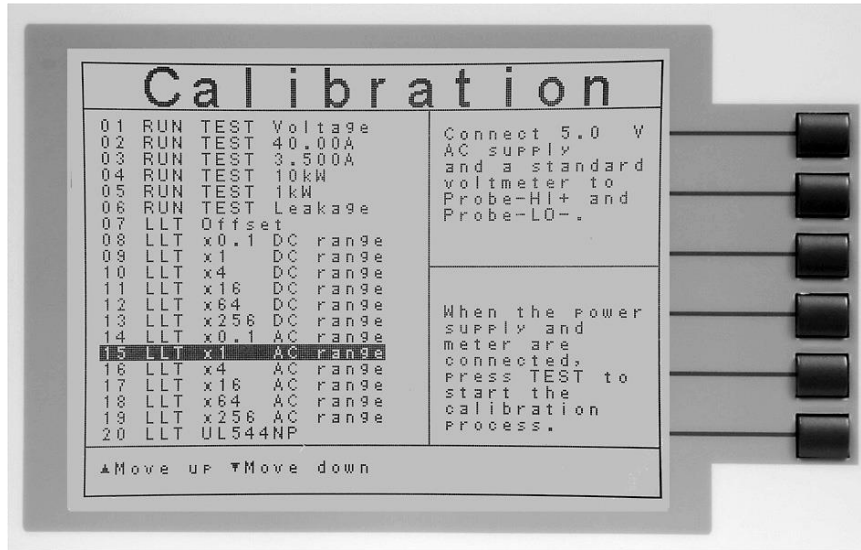 Calibration
01 RUN TEST Voltage
02 RUN TEST 40.00A
03 RUN TEST 3.500A
04 RUN TEST 10kW
05 RUN TEST 1kW
06 RUN TEST Leakage
07 LLT Offset
08 LLT x0.1 DC range
09 LLT x1 DC range
10 LLT x4 DC range
11 LLT x16 DC range
12 LLT x64 DC range
13 LLT x256 DC range
14 LLT x0.1 AC range
15 LLT x1 AC range
16 LLT x4 AC range
17 LLT x16 AC range
18 LLT x64 AC range
19 LLT x256 AC range
20 LLT UL544NP
Connect 5.0 V
AC supply
and a standard
voltmeter to
Probe-HI+ and
Probe-LO-.
When the power
supply and
meter are
connected,
press TEST to
start the
calibration
process.
▲Move up ▼Move down